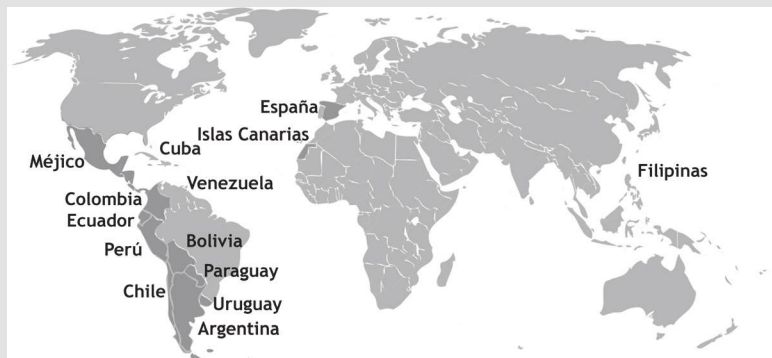 España
Islas Canarias
Cuba
Méjico
Filipinas
Venezuela
Colombia
Ecuador
Bolivia
Perú
Paraguay
Chile
Uruguay
Argentina